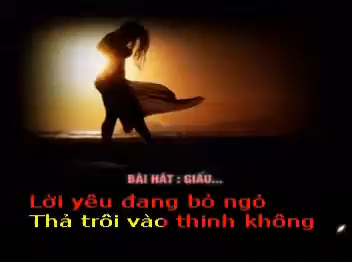 BÀI HÁT : GIẤU...
Lời yêu đang bỏ ngỏ
Thả trôi vào thinh không